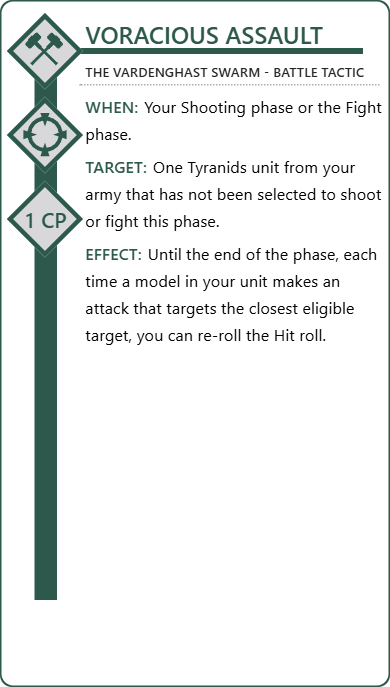 VORACIOUS ASSAULT
THE VARDENGHAST SWARM - BATTLE TACTIC
WHEN: Your Shooting phase or the Fight
phase.
TARGET: One Tyranids unit from your
army that has not been selected to shoot
or fight this phase.
1 CP
EFFECT: Until the end of the phase, each
time a model in your unit makes an
attack that targets the closest eligible
target, you can re-roll the Hit roll.